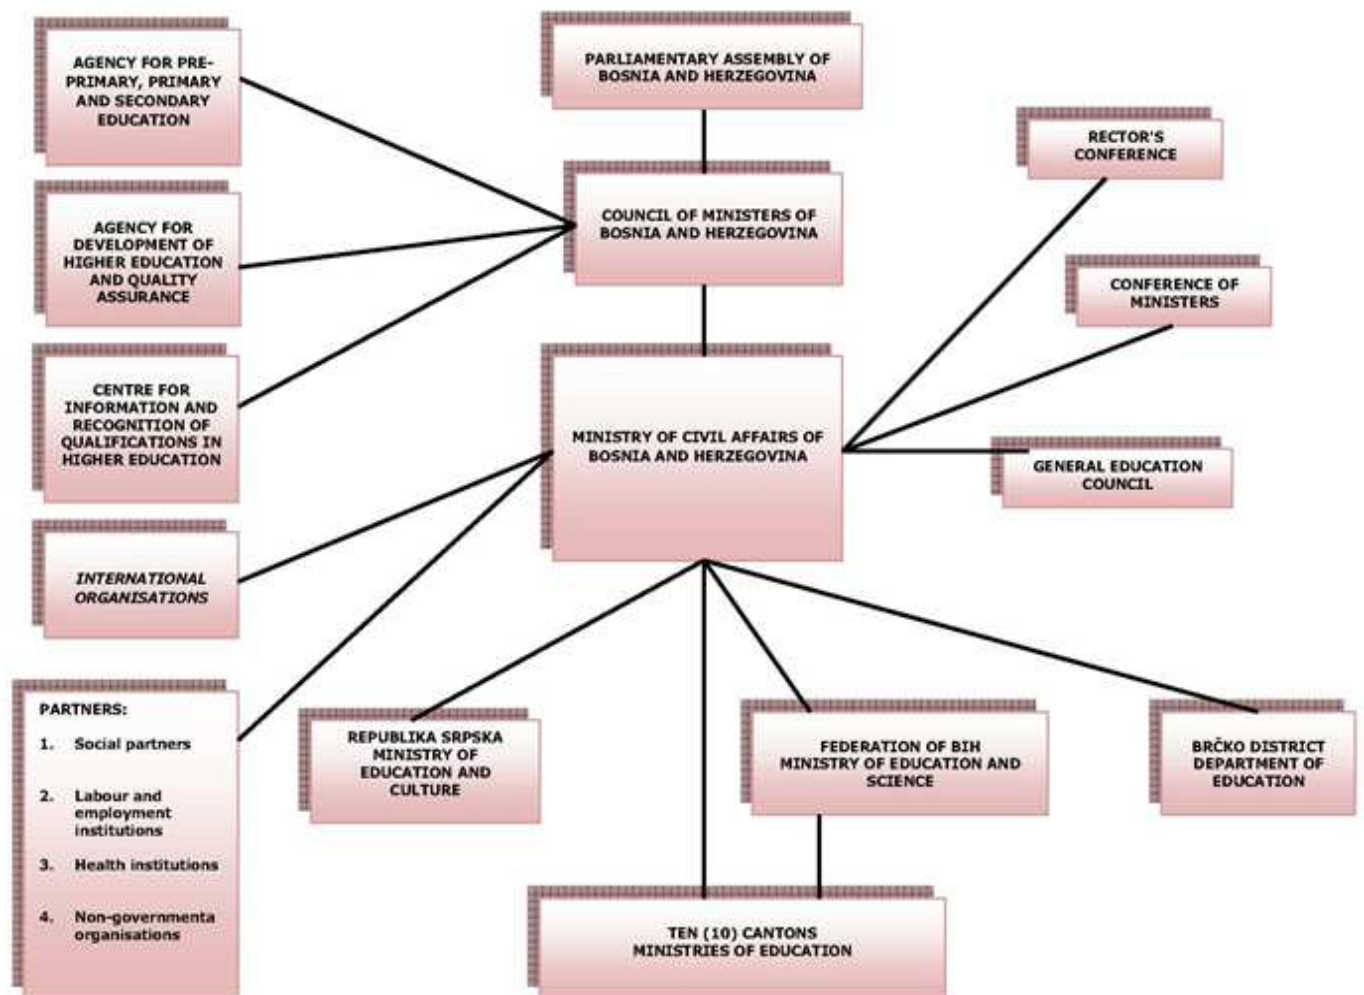 AGENCY FOR PRE-
PRIMARY, PRIMARY
AND SECONDARY
EDUCATION
PARLIAMENTARY ASSEMBLY OF
BOSNIA AND HERZEGOVINA
RECTOR'S
CONFERENCE
AGENCY FOR
DEVELOPMENT OF
HIGHER EDUCATION
AND QUALITY
ASSURANCE
COUNCIL OF MINISTERS OF
BOSNIA AND HERZEGOVINA
CONFERENCE OF
MINISTERS
CENTRE FOR
INFORMATION AND
RECOGNITION OF
QUALIFICATIONS IN
HIGHER EDUCATION
MINISTRY OF CIVIL AFFAIRS OF
BOSNIA AND HERZEGOVINA
GENERAL EDUCATION
COUNCIL
INTERNATIONAL
ORGANISATIONS
PARTNERS:
1. Social partners
2. Labour and
employment
institutions
3. Health institutions
4. Non-governmenta
organisations
REPUBLIKA SRPSKA
MINISTRY OF
EDUCATION AND
CULTURE
FEDERATION OF BIH
MINISTRY OF EDUCATION AND
SCIENCE
BRČKO DISTRICT
DEPARTMENT OF
EDUCATION
TEN (10) CANTONS
MINISTRIES OF EDUCATION